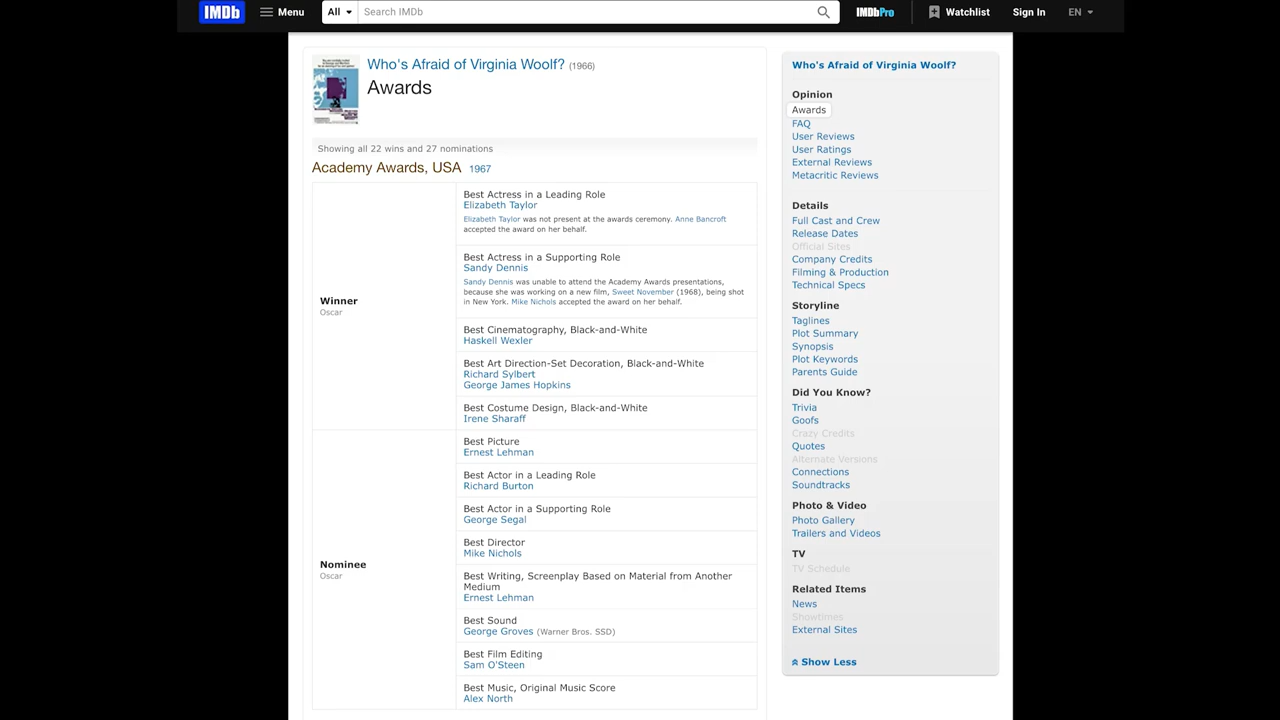 IMDb Menu All Search IMDb IMDbPro Watchlist Sign In EN
Who's Afraid of Virginia Woolf? (1966)
Awards
Showing all 22 wins and 27 nominations
Academy Awards, USA 1967
Winner
Oscar
Best Actress in a Leading Role
Elizabeth Taylor
Elizabeth Taylor was not present at the awards ceremony. Anne Bancroft
accepted the award on her behalf.
Best Actress in a Supporting Role
Sandy Dennis
Sandy Dennis was unable to attend the Academy Awards presentations,
because she was working on a new film, Sweet November (1968), being shot
in New York. Mike Nichols accepted the award on her behalf.
Best Cinematography, Black-and-White
Haskell Wexler
Best Art Direction-Set Decoration, Black-and-White
Richard Sylbert
George James Hopkins
Best Costume Design, Black-and-White
Irene Sharaff
Nominee
Oscar
Best Picture
Ernest Lehman
Best Actor in a Leading Role
Richard Burton
Best Actor in a Supporting Role
George Segal
Best Director
Mike Nichols
Best Writing, Screenplay Based on Material from Another
Medium
Ernest Lehman
Best Sound
George Groves (Warner Bros. SSD)
Best Film Editing
Sam O'Steen
Best Music, Original Music Score
Alex North
Who's Afraid of Virginia Woolf?
Opinion
Awards
FAQ
User Reviews
User Ratings
External Reviews
Metacritic Reviews
Details
Full Cast and Crew
Release Dates
Official Sites
Company Credits
Filming & Production
Technical Specs
Storyline
Taglines
Plot Summary
Synopsis
Plot Keywords
Parents Guide
Did You Know?
Trivia
Goofs
Crazy Credits
Quotes
Alternate Versions
Connections
Soundtracks
Photo & Video
Photo Gallery
Trailers and Videos
TV
TV Schedule
Related Items
News
Showtimes
External Sites
Show Less